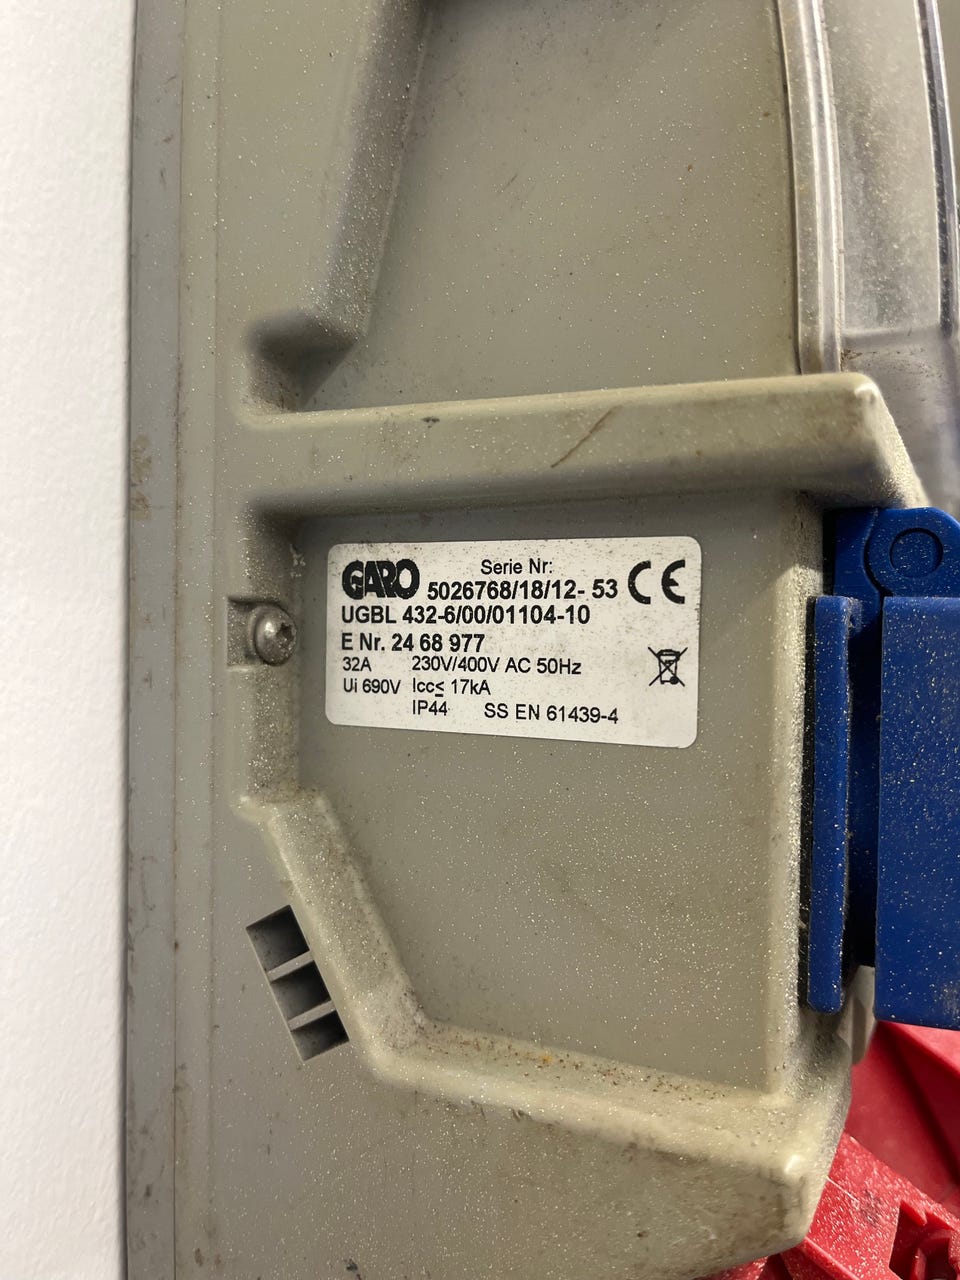 GARO Serie Nr: CE
5026768/18/12- 53
UGBL 432-6/00/01104-10
E Nr. 24 68 977
32A 230V/400V AC 50Hz
Ui 690V Icc≤ 17kA
IP44 SS EN 61439-4